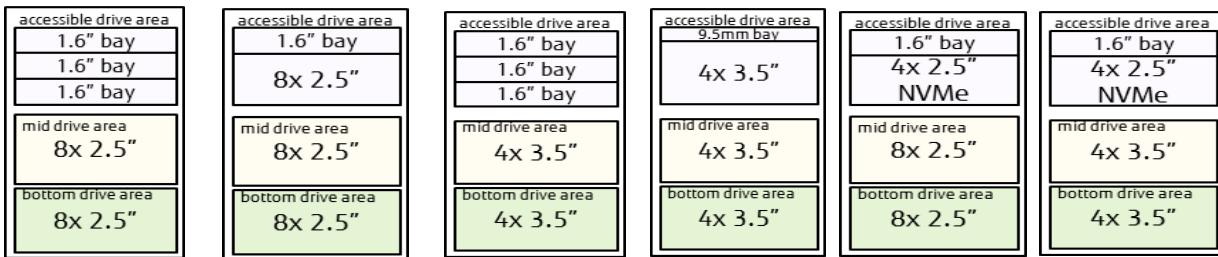 accessible drive area
1.6” bay
1.6” bay
1.6” bay
mid drive area
8x 2.5”
bottom drive area
8x 2.5”
accessible drive area
1.6” bay
8x 2.5”
mid drive area
8x 2.5”
bottom drive area
8x 2.5”
accessible drive area
1.6” bay
1.6” bay
1.6” bay
mid drive area
4x 3.5”
bottom drive area
4x 3.5”
accessible drive area
9.5mm bay
4x 3.5”
mid drive area
4x 3.5”
bottom drive area
4x 3.5”
accessible drive area
1.6” bay
4x 2.5”
NVMe
mid drive area
8x 2.5”
bottom drive area
8x 2.5”
accessible drive area
1.6” bay
4x 2.5”
NVMe
mid drive area
4x 3.5”
bottom drive area
4x 3.5”